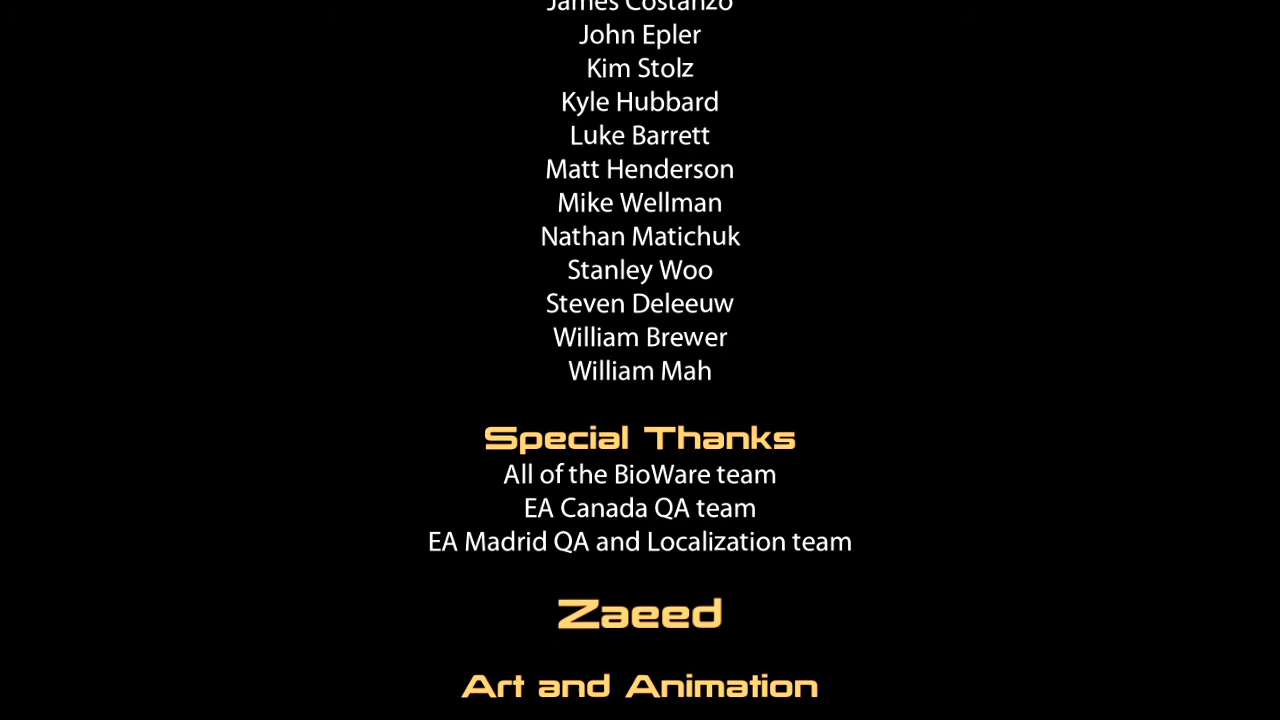 James Costanzo
John Epler
Kim Stolz
Kyle Hubbard
Luke Barrett
Matt Henderson
Mike Wellman
Nathan Matichuk
Stanley Woo
Steven Deleeuw
William Brewer
William Mah
Special Thanks
All of the BioWare team
EA Canada QA team
EA Madrid QA and Localization team
Zaeed
Art and Animation